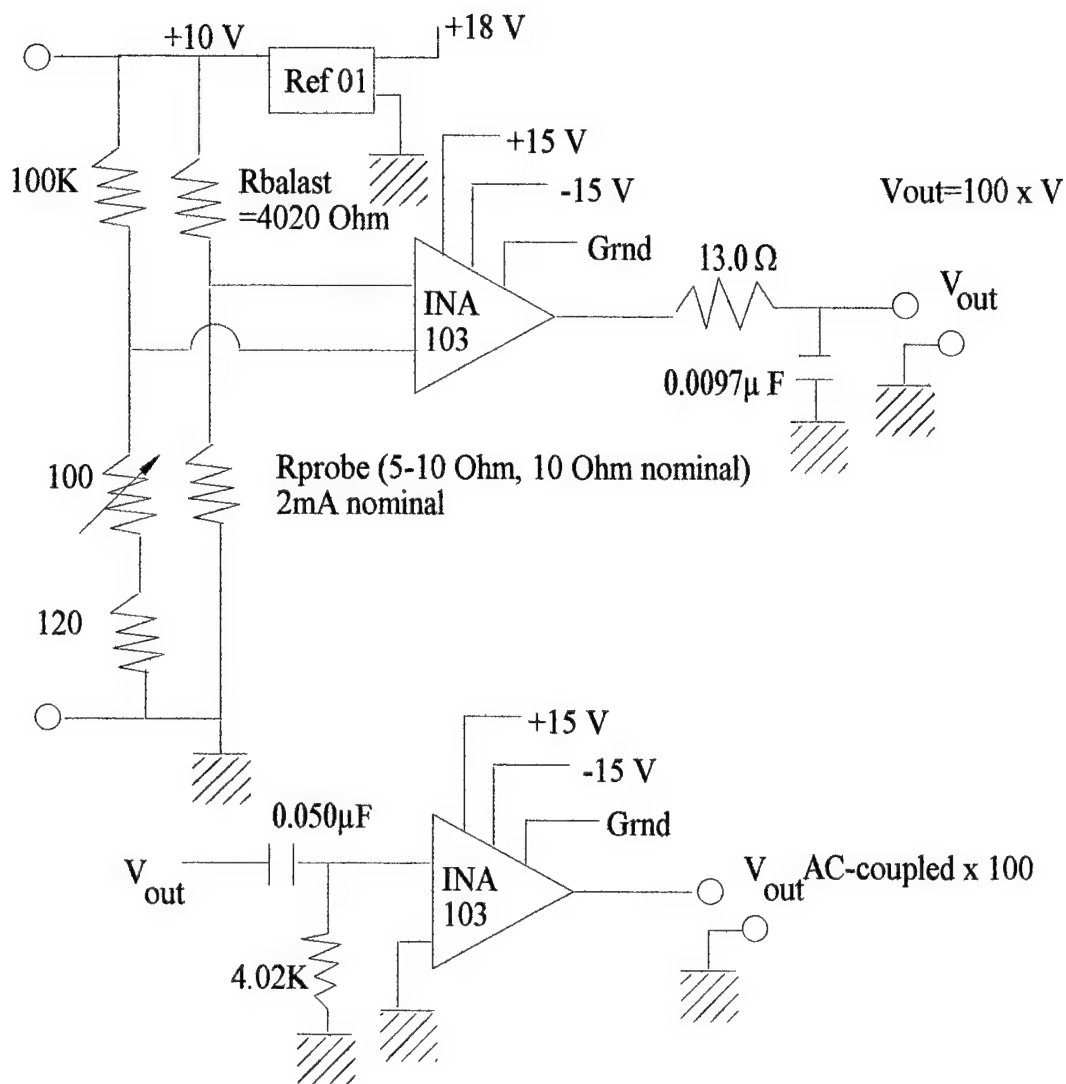 +10 V
+18 V
Ref 01
100K
Rbalast
=4020 Ohm
+15 V
-15 V
Grnd
Vout=100 x V
INA
103
13.0 Ω
Vout
0.0097µ F
100
Rprobe (5-10 Ohm, 10 Ohm nominal)
2mA nominal
120
+15 V
-15 V
Grnd
0.050µF
Vout
INA
103
Vout AC-coupled x 100
4.02K